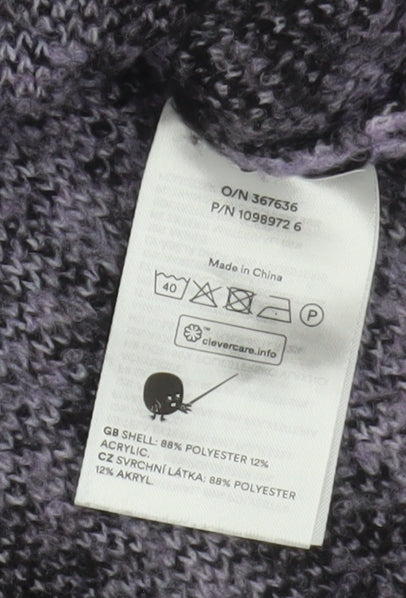 O/N 367636
P/N 1098972 6
Made in China
40 P
clevercare.info
GB SHELL: 88% POLYESTER 12%
ACRYLIC.
CZ SVRCHNÍ LÁTKA: 88% POLYESTER
12% AKRYL.